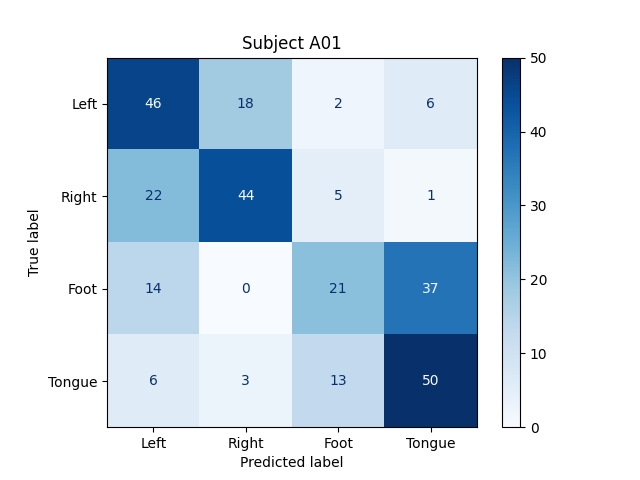 Subject A01
True label
Left 46 18 2 6
Right 22 44 5 1
Foot 14 0 21 37
Tongue 6 3 13 50
Left Right Foot Tongue
Predicted label
50
40
30
20
10
0